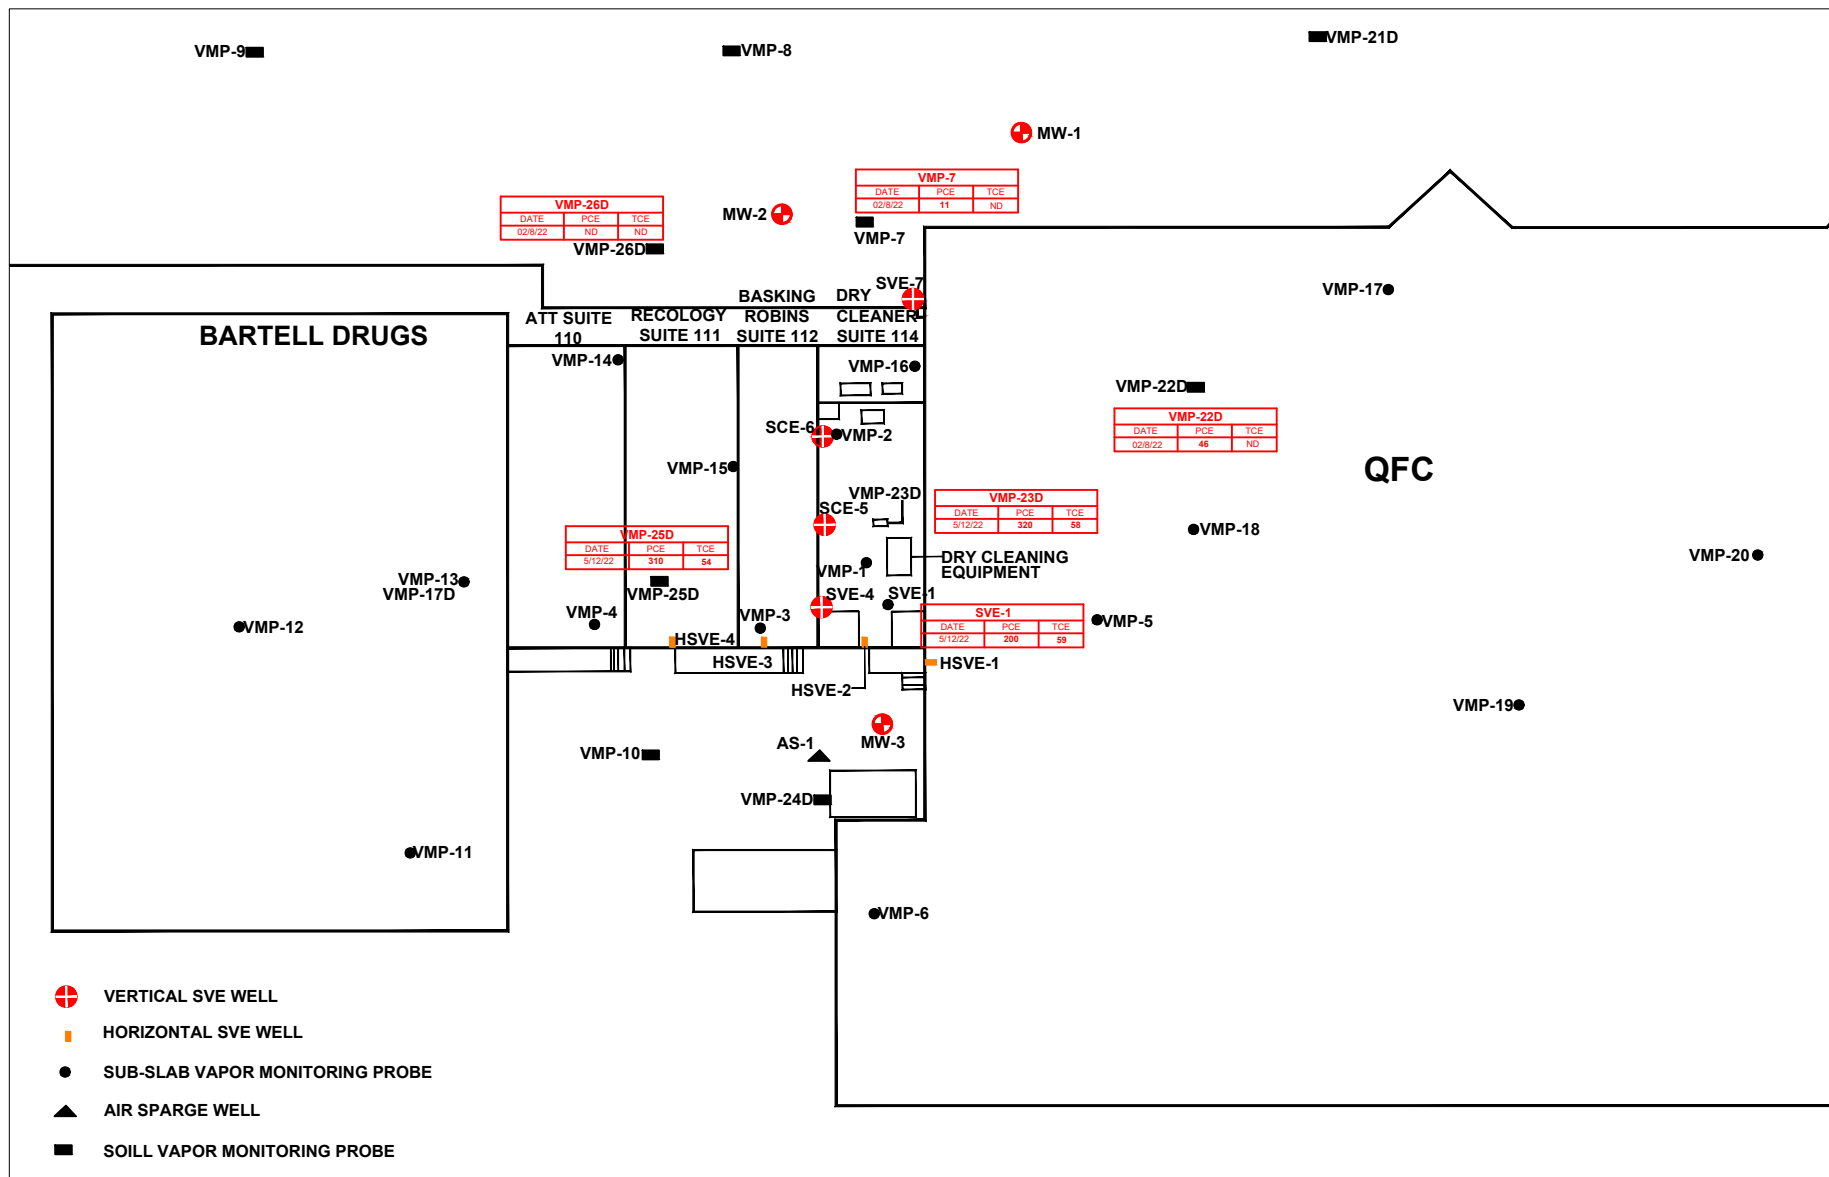 VMP-9
VMP-8
VMP-21D
MW-1
VMP-7
DATE PCE TCE
02/8/22 11 ND
VMP-26D
DATE PCE TCE
02/8/22 ND ND
MW-2
VMP-7
VMP-26D
SVE-7
VMP-17
BASKING
ROBINS
SUITE 112
DRY
CLEANER
SUITE 114
RECOLOGY
SUITE 111
ATT SUITE
110
BARTELL DRUGS
VMP-14
VMP-16
VMP-22D
VMP-22D
DATE PCE TCE
02/8/22 46 ND
SCE-6
VMP-2
QFC
VMP-15
VMP-23D
VMP-23D
DATE PCE TCE
5/12/22 320 58
SCE-5
VMP-18
VMP-25D
DATE PCE TCE
5/12/22 310 54
DRY CLEANING
EQUIPMENT
VMP-20
VMP-1
VMP-13
VMP-17D
VMP-25D
SVE-4
SVE-1
VMP-12
VMP-4
VMP-3
SVE-1
DATE PCE TCE
5/12/22 200 59
VMP-5
HSVE-4
HSVE-3
HSVE-1
HSVE-2
VMP-19
AS-1
MW-3
VMP-10
VMP-24D
VMP-11
VMP-6
VERTICAL SVE WELL
HORIZONTAL SVE WELL
SUB-SLAB VAPOR MONITORING PROBE
AIR SPARGE WELL
SOILL VAPOR MONITORING PROBE